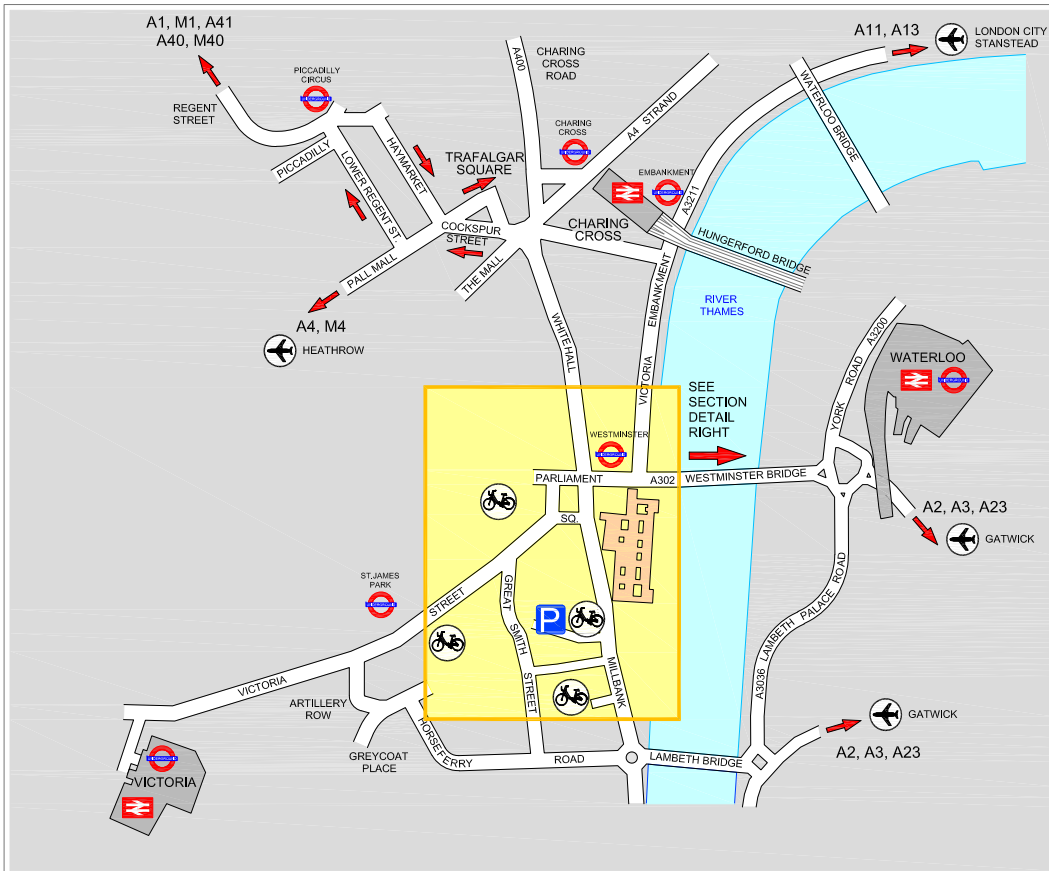 A1, M1, A41
A40, M40
A11, A13
LONDON CITY
STANSTEAD
A400
CHARING
CROSS
ROAD
PICCADILLY
CIRCUS
REGENT
STREET
A4 STRAND
WATERLOO BRIDGE
PICCADILLY
HAYMARKET
LOWER REGENT ST.
TRAFALGAR
SQUARE
CHARING
CROSS
EMBANKMENT
A3211
COCKSPUR
STREET
CHARING
CROSS
HUNGERFORD BRIDGE
PALL MALL
THE MALL
A4, M4
HEATHROW
WHITEHALL
VICTORIA EMBANKMENT
RIVER
THAMES
YORK ROAD A3200
WATERLOO
SEE
SECTION
DETAIL
RIGHT
WESTMINSTER
PARLIAMENT
SQ.
A302 WESTMINSTER BRIDGE
A2, A3, A23
GATWICK
ST.JAMES
PARK
VICTORIA STREET
GREAT SMITH STREET
P
MILLBANK
A3036 LAMBETH PALACE ROAD
ARTILLERY
ROW
GREYCOAT
PLACE
HORSEFERRY ROAD
LAMBETH BRIDGE
GATWICK
A2, A3, A23
VICTORIA